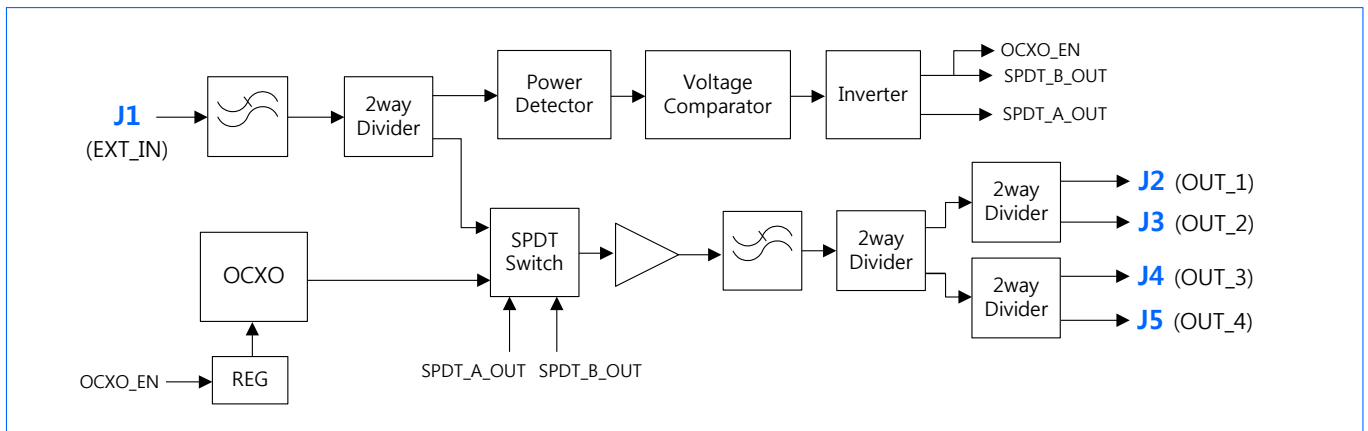 J1
(EXT_IN)
2way
Divider
Power
Detector
Voltage
Comparator
Inverter
OCXO_EN
SPDT_B_OUT
SPDT_A_OUT
OCXO
OCXO_EN
REG
SPDT
Switch
SPDT_A_OUT
SPDT_B_OUT
2way
Divider
2way
Divider
J2 (OUT_1)
J3 (OUT_2)
2way
Divider
J4 (OUT_3)
J5 (OUT_4)